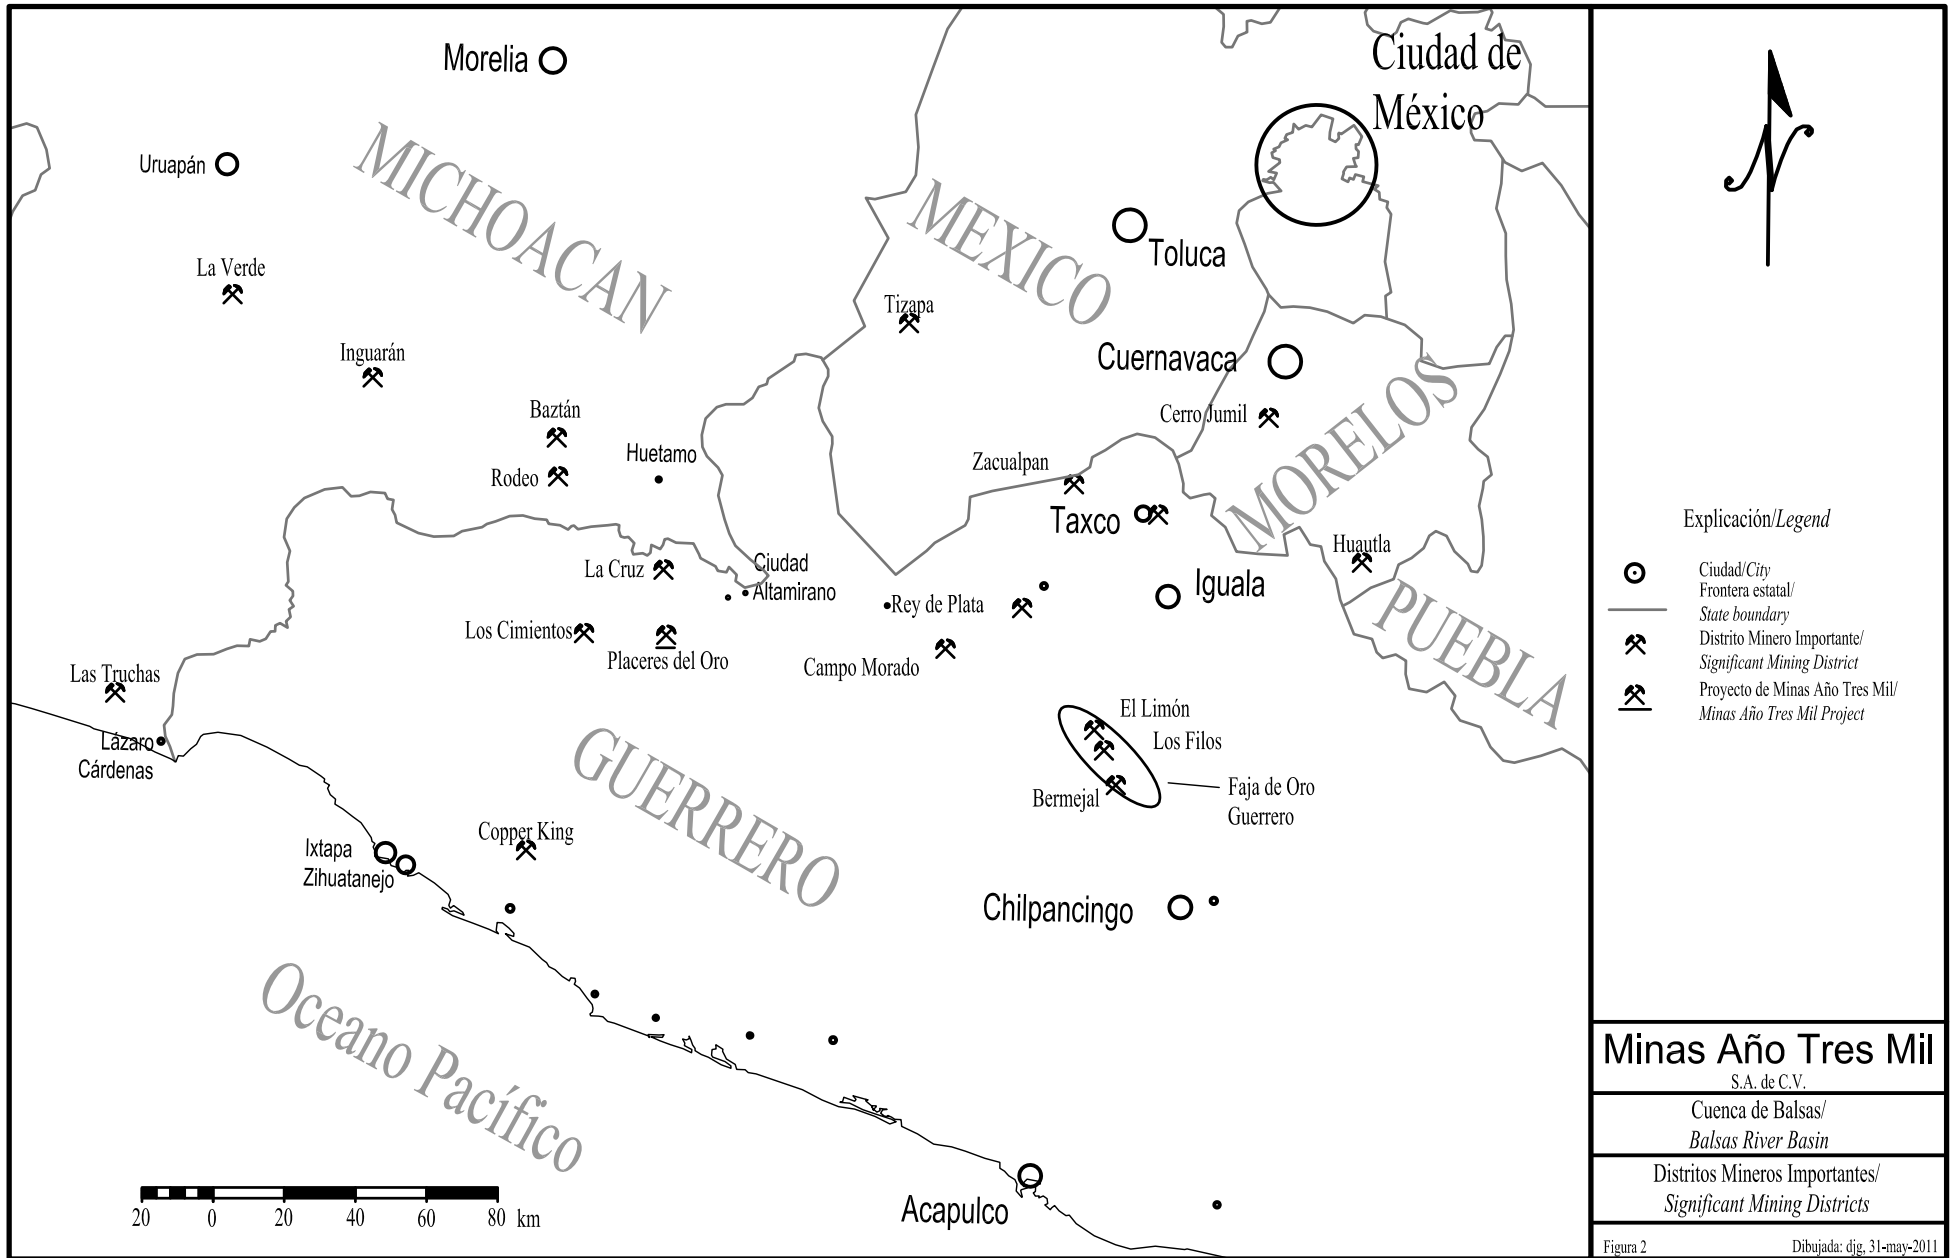 Morelia
Ciudad de
México
Uruapán
MICHOACAN
MEXICO
Toluca
La Verde
Tizapa
Inguarán
Cuernavaca
Baztán
Cerro Jumil
MORELOS
Huetamo
Zacualpan
Rodeo
Taxco
Huautla
La Cruz
Ciudad
Altamirano
Iguala
Rey de Plata
PUEBLA
Los Cimientos
Placeres del Oro
Campo Morado
Las Truchas
El Limón
Los Filos
Lázaro
Cárdenas
GUERRERO
Bermejal
Faja de Oro
Guerrero
Copper King
Ixtapa
Zihuatanejo
Chilpancingo
Oceano Pacífico
Acapulco
20 0 20 40 60 80 km
N
Explicación/Legend
Ciudad/City
Frontera estatal/
State boundary
Distrito Minero Importante/
Significant Mining District
Proyecto de Minas Año Tres Mil/
Minas Año Tres Mil Project
Minas Año Tres Mil
S.A. de C.V.
Cuenca de Balsas/
Balsas River Basin
Distritos Mineros Importantes/
Significant Mining Districts
Figura 2
Dibujada: djg, 31-may-2011